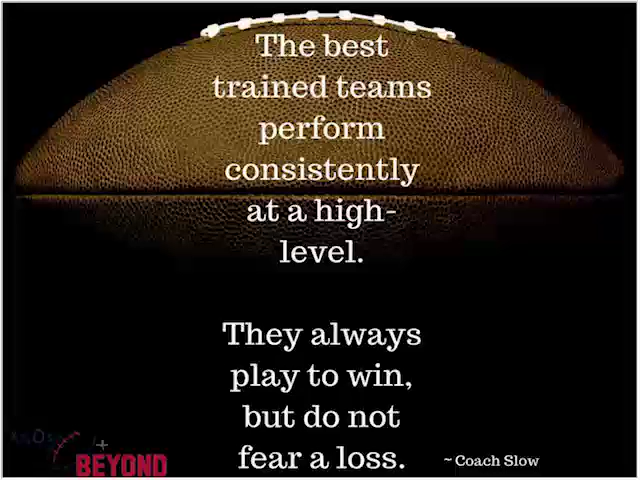 The best
trained teams
perform
consistently
at a high-
level.
They always
play to win,
but do not
fear a loss.
~ Coach Slow
BEYOND